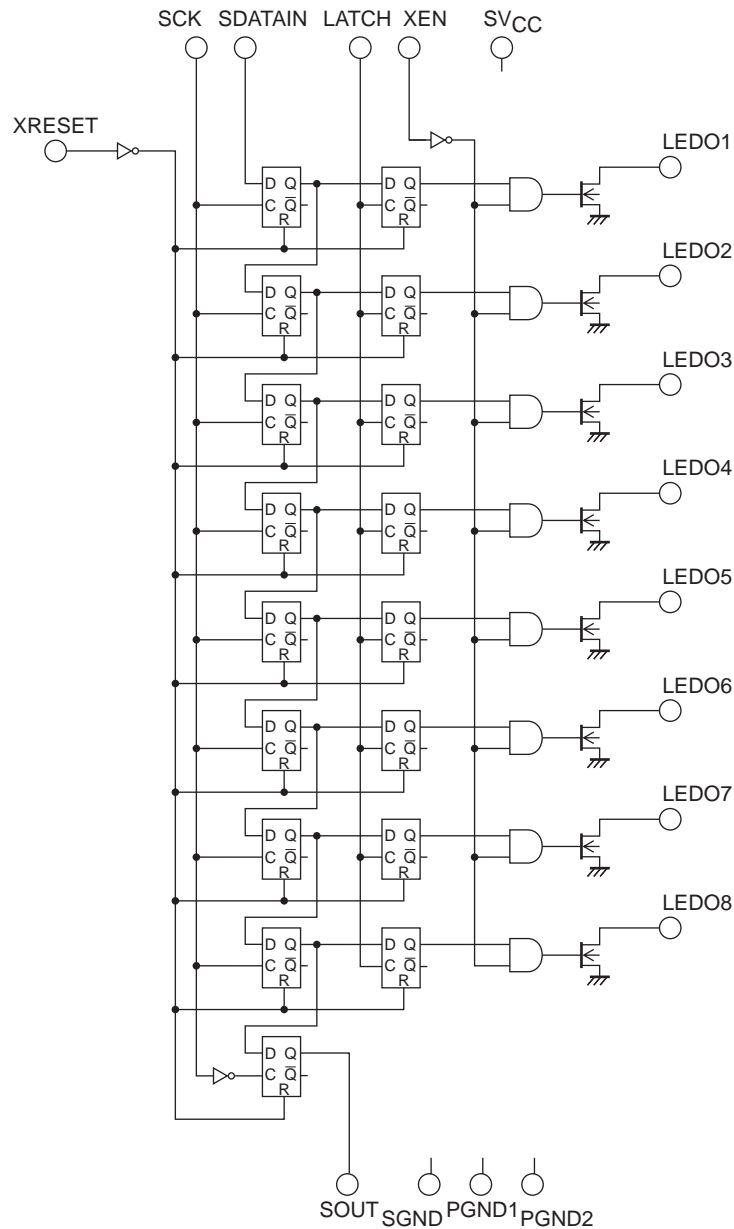 SCK SDATAIN LATCH XEN SVCC
XRESET
LEDO1
D Q D Q
C Q̅ C Q̅
R R
LEDO2
D Q D Q
C Q̅ C Q̅
R R
LEDO3
D Q D Q
C Q̅ C Q̅
R R
LEDO4
D Q D Q
C Q̅ C Q̅
R R
LEDO5
D Q D Q
C Q̅ C Q̅
R R
LEDO6
D Q D Q
C Q̅ C Q̅
R R
LEDO7
D Q D Q
C Q̅ C Q̅
R R
LEDO8
D Q D Q
C Q̅ C Q̅
R R
D Q
C Q̅
R
SOUT SGND PGND1 PGND2